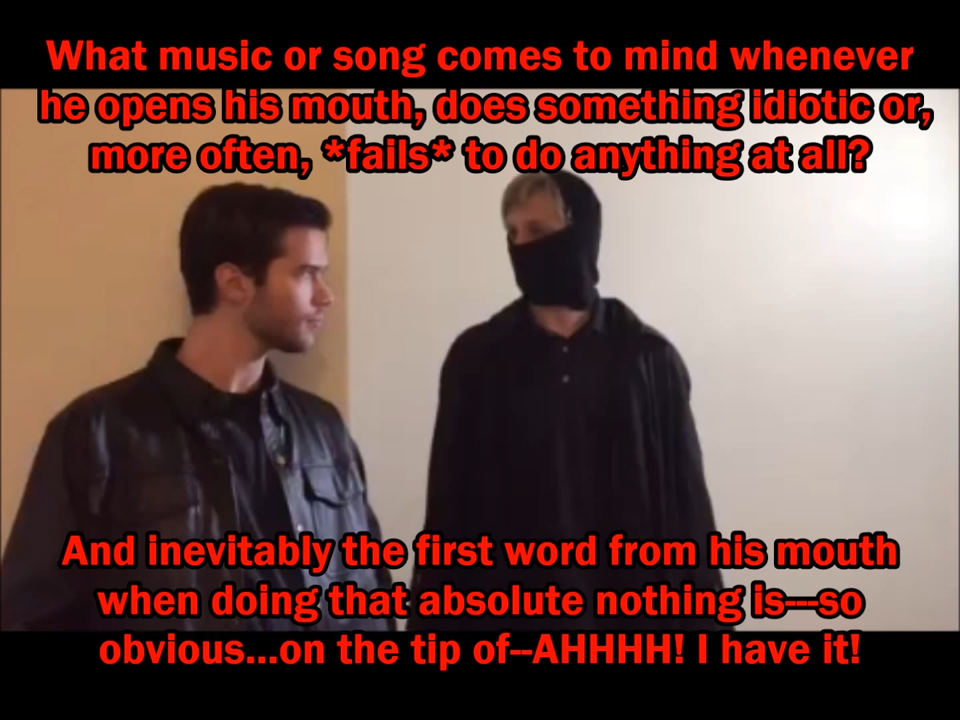 What music or song comes to mind whenever
he opens his mouth, does something idiotic or,
more often, *fails* to do anything at all?
And inevitably the first word from his mouth
when doing that absolute nothing is---so
obvious...on the tip of--AHHHH! I have it!